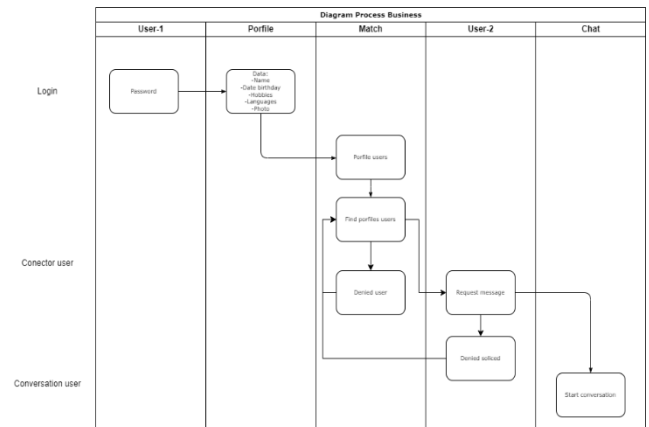 Diagram Process Business
User-1
Porfile
Match
User-2
Chat
Login
Password
Data:
-Name
-Date birthday
-Hobbies
-Languages
-Photo
Porfile users
Find porfiles users
Conector user
Denied user
Request message
Denied soliced
Conversation user
Start conversation